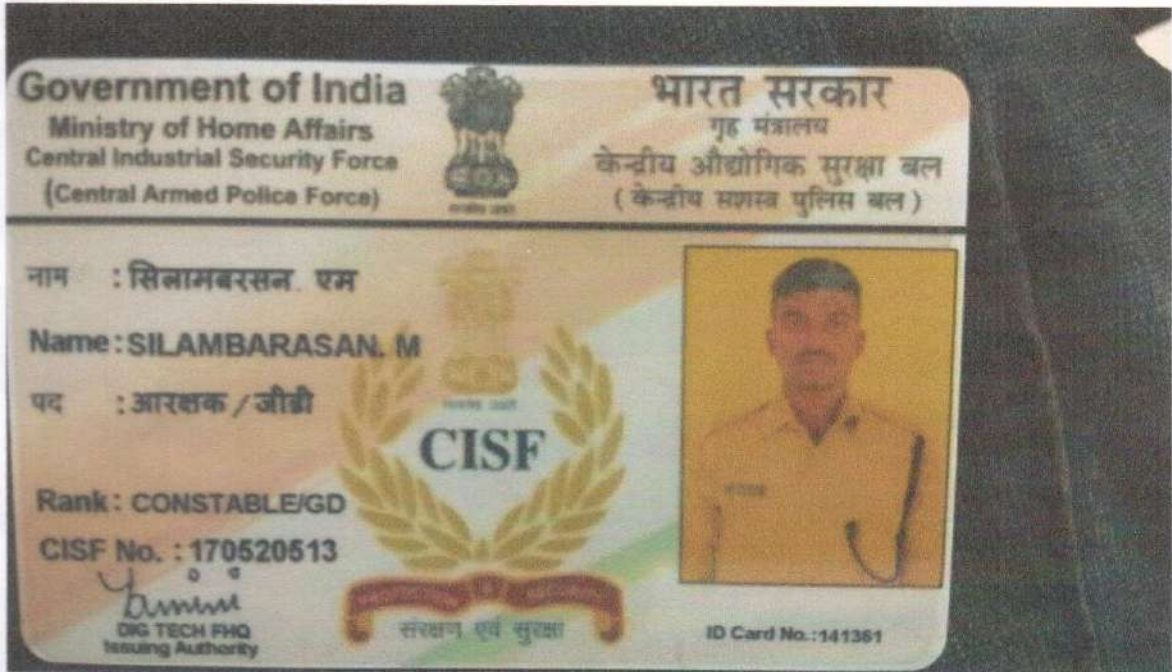 Government of India
Ministry of Home Affairs
Central Industrial Security Force
(Central Armed Police Force)
भारत सरकार
गृह मंत्रालय
केन्द्रीय औद्योगिक सुरक्षा बल
(केन्द्रीय सशस्त्र पुलिस बल)
नाम : सिलामबरसन एम
Name: SILAMBARASAN. M
पद : आरक्षक / जीडी
CISF
Rank: CONSTABLE/GD
CISF No. : 170520513
DIG TECH FHQ
Issuing Authority
संरक्षण एवं सुरक्षा
ID Card No.:141361